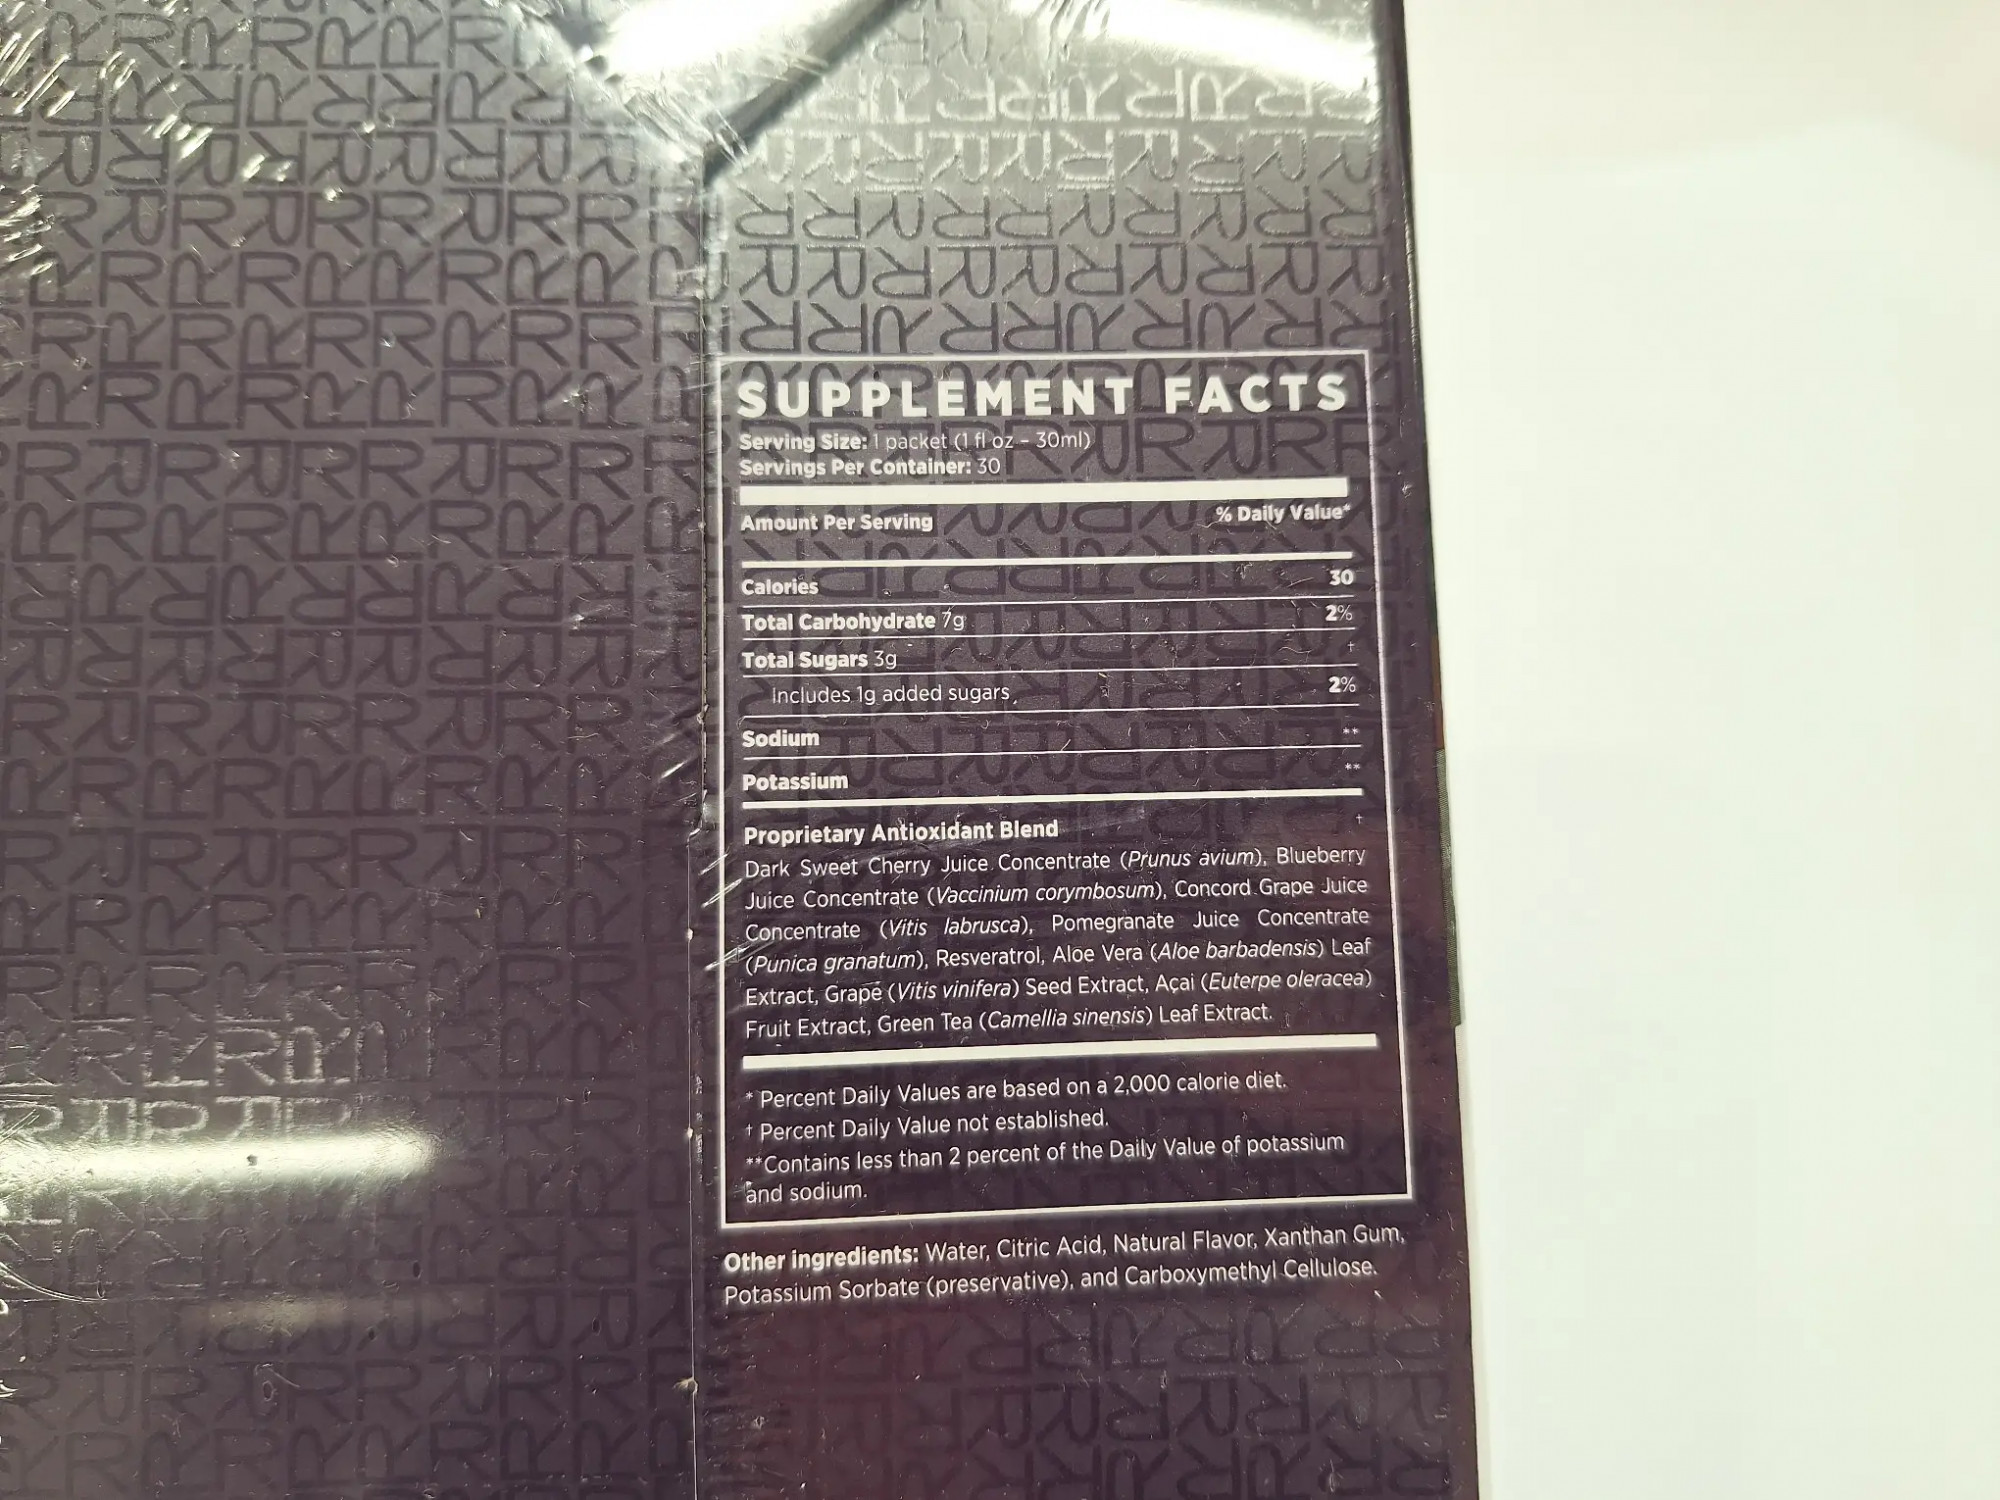 SUPPLEMENT FACTS
Serving Size: 1 packet (1 fl oz - 30ml)
Servings Per Container: 30
Amount Per Serving % Daily Value*
Calories 30
Total Carbohydrate 7g 2%
Total Sugars 3g †
Includes 1g added sugars 2%
Sodium **
Potassium **
Proprietary Antioxidant Blend †
Dark Sweet Cherry Juice Concentrate (Prunus avium), Blueberry
Juice Concentrate (Vaccinium corymbosum), Concord Grape Juice
Concentrate (Vitis labrusca), Pomegranate Juice Concentrate
(Punica granatum), Resveratrol, Aloe Vera (Aloe barbadensis) Leaf
Extract, Grape (Vitis vinifera) Seed Extract, Açai (Euterpe oleracea)
Fruit Extract, Green Tea (Camellia sinensis) Leaf Extract.
* Percent Daily Values are based on a 2,000 calorie diet.
† Percent Daily Value not established.
**Contains less than 2 percent of the Daily Value of potassium
and sodium.
Other ingredients: Water, Citric Acid, Natural Flavor, Xanthan Gum,
Potassium Sorbate (preservative), and Carboxymethyl Cellulose.